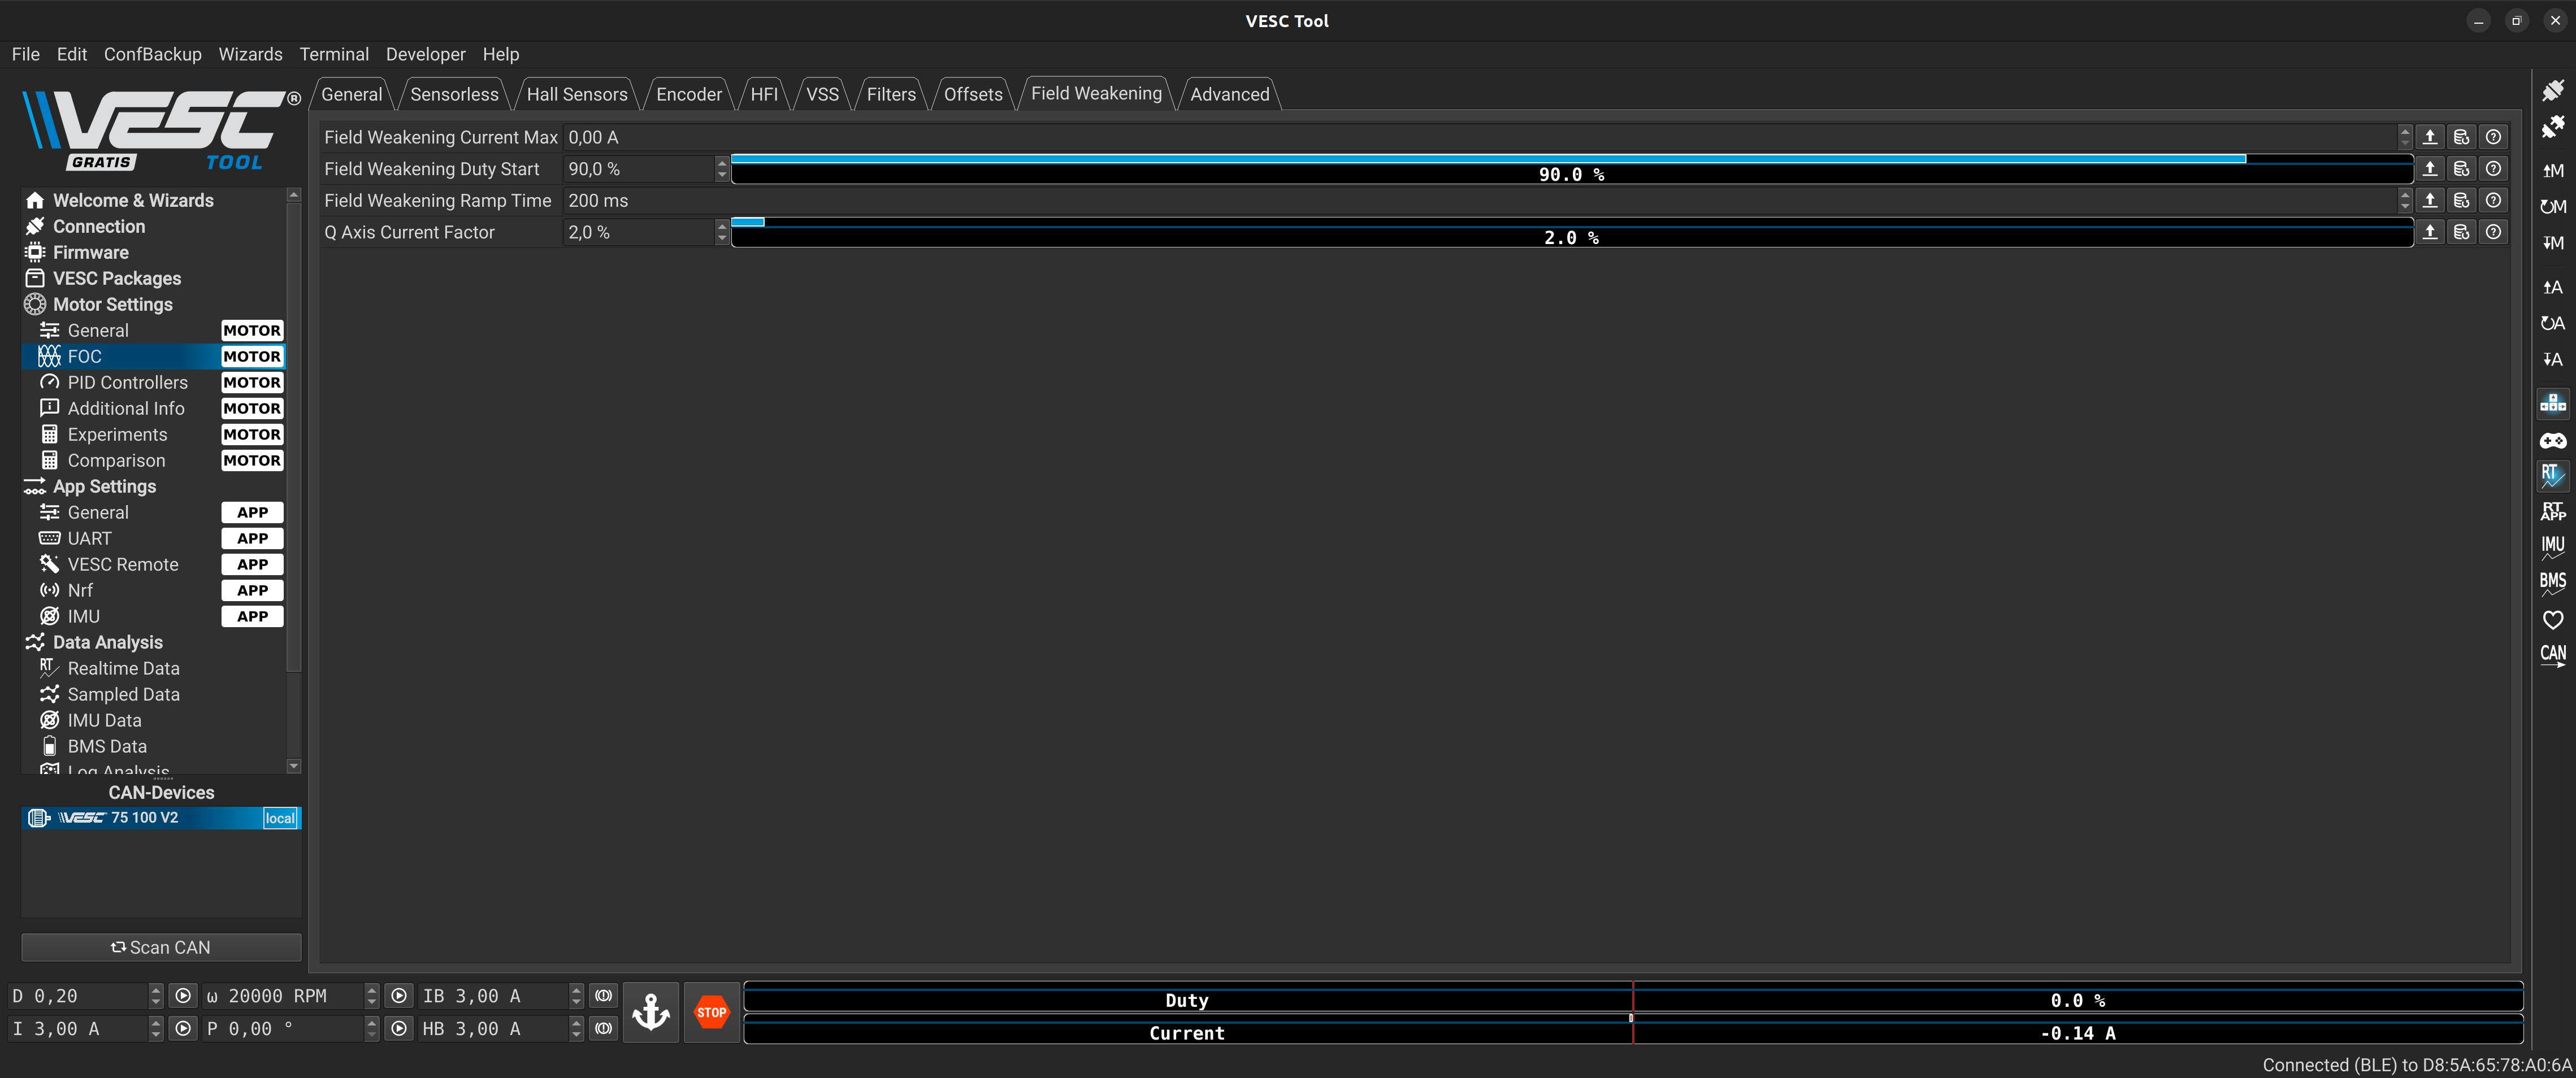 VESC Tool
File Edit ConfBackup Wizards Terminal Developer Help
VESC®
GRATIS TOOL
General Sensorless Hall Sensors Encoder HFI VSS Filters Offsets Field Weakening Advanced
Field Weakening Current Max 0,00 A
Field Weakening Duty Start 90,0 % 90.0 %
Field Weakening Ramp Time 200 ms
Q Axis Current Factor 2,0 % 2.0 %
Welcome & Wizards
Connection
Firmware
VESC Packages
Motor Settings
General MOTOR
FOC MOTOR
PID Controllers MOTOR
Additional Info MOTOR
Experiments MOTOR
Comparison MOTOR
App Settings
General APP
UART APP
VESC Remote APP
Nrf APP
IMU APP
Data Analysis
RT Realtime Data
Sampled Data
IMU Data
BMS Data
Log Analysis
CAN-Devices
VESC 75 100 V2 local
Scan CAN
M
M
M
A
A
A
RT
RT
APP
IMU
BMS
CAN
D 0,20 ω 20000 RPM IB 3,00 A
I 3,00 A P 0,00 ° HB 3,00 A
STOP
Duty 0.0 %
Current -0.14 A
Connected (BLE) to D8:5A:65:78:A0:6A